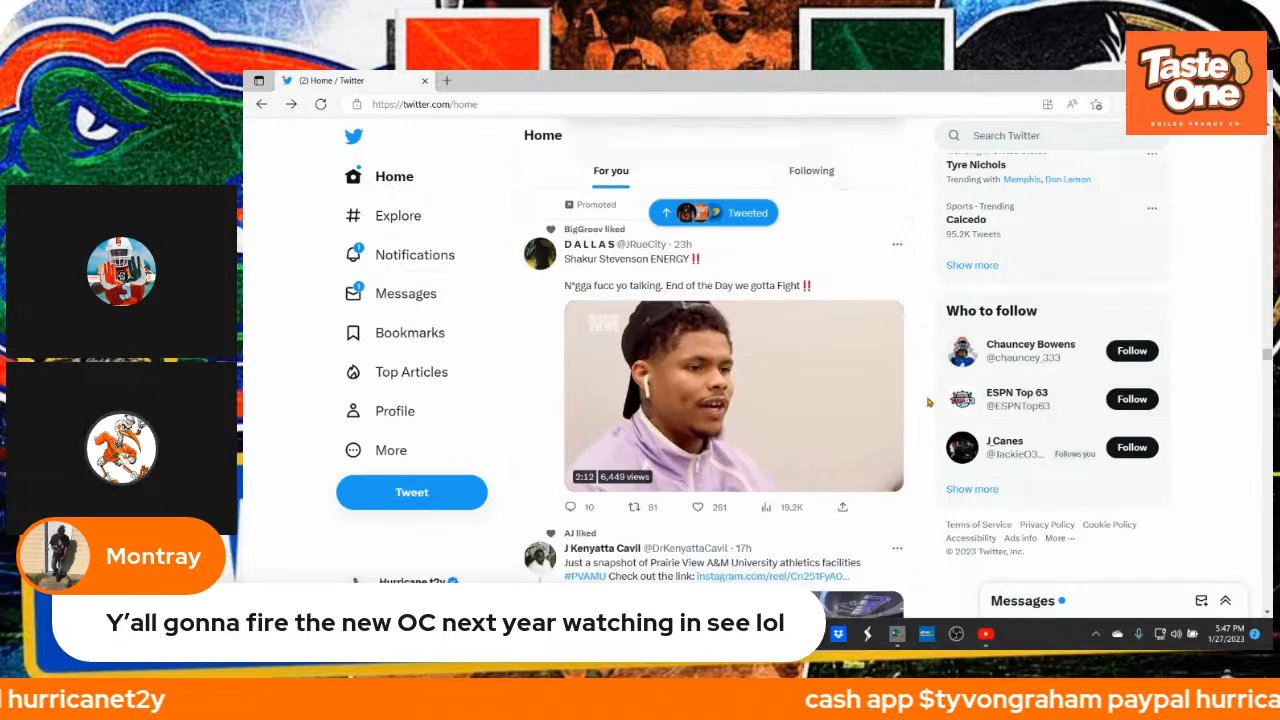 Taste
One
BOILED PEANUT CO.
(2) Home / Twitter
https://twitter.com/home
Home
Explore
Notifications
1
Messages
1
Bookmarks
Top Articles
Profile
More
Tweet
Hurricane t2y
Home
For you
Following
Promoted
Tweeted
BigGroov liked
DALLAS @JRueCity · 23h
Shakur Stevenson ENERGY ‼️
N*gga fucc yo talking. End of the Day we gotta Fight ‼️
2:12 6,449 views
10 81 261 19.2K
AJ liked
J Kenyatta Cavil @DrKenyattaCavil · 17h
Just a snapshot of Prairie View A&M University athletics facilities
#PVAMU Check out the link: instagram.com/reel/Cn251FyAO...
Search Twitter
Tyre Nichols
Trending with Memphis, Don Lemon
Sports · Trending
Caicedo
95.2K Tweets
Show more
Who to follow
Chauncey Bowens
@chauncey_333
Follow
ESPN Top 63
@ESPNTop63
Follow
J_Canes
@JackieO3... Follows you
Follow
Show more
Terms of Service Privacy Policy Cookie Policy
Accessibility Ads info More ···
© 2023 Twitter, Inc.
Messages
5:47 PM
1/27/2023
2
Montray
Y’all gonna fire the new OC next year watching in see lol
l hurricanet2y
cash app $tyvongraham paypal hurrica